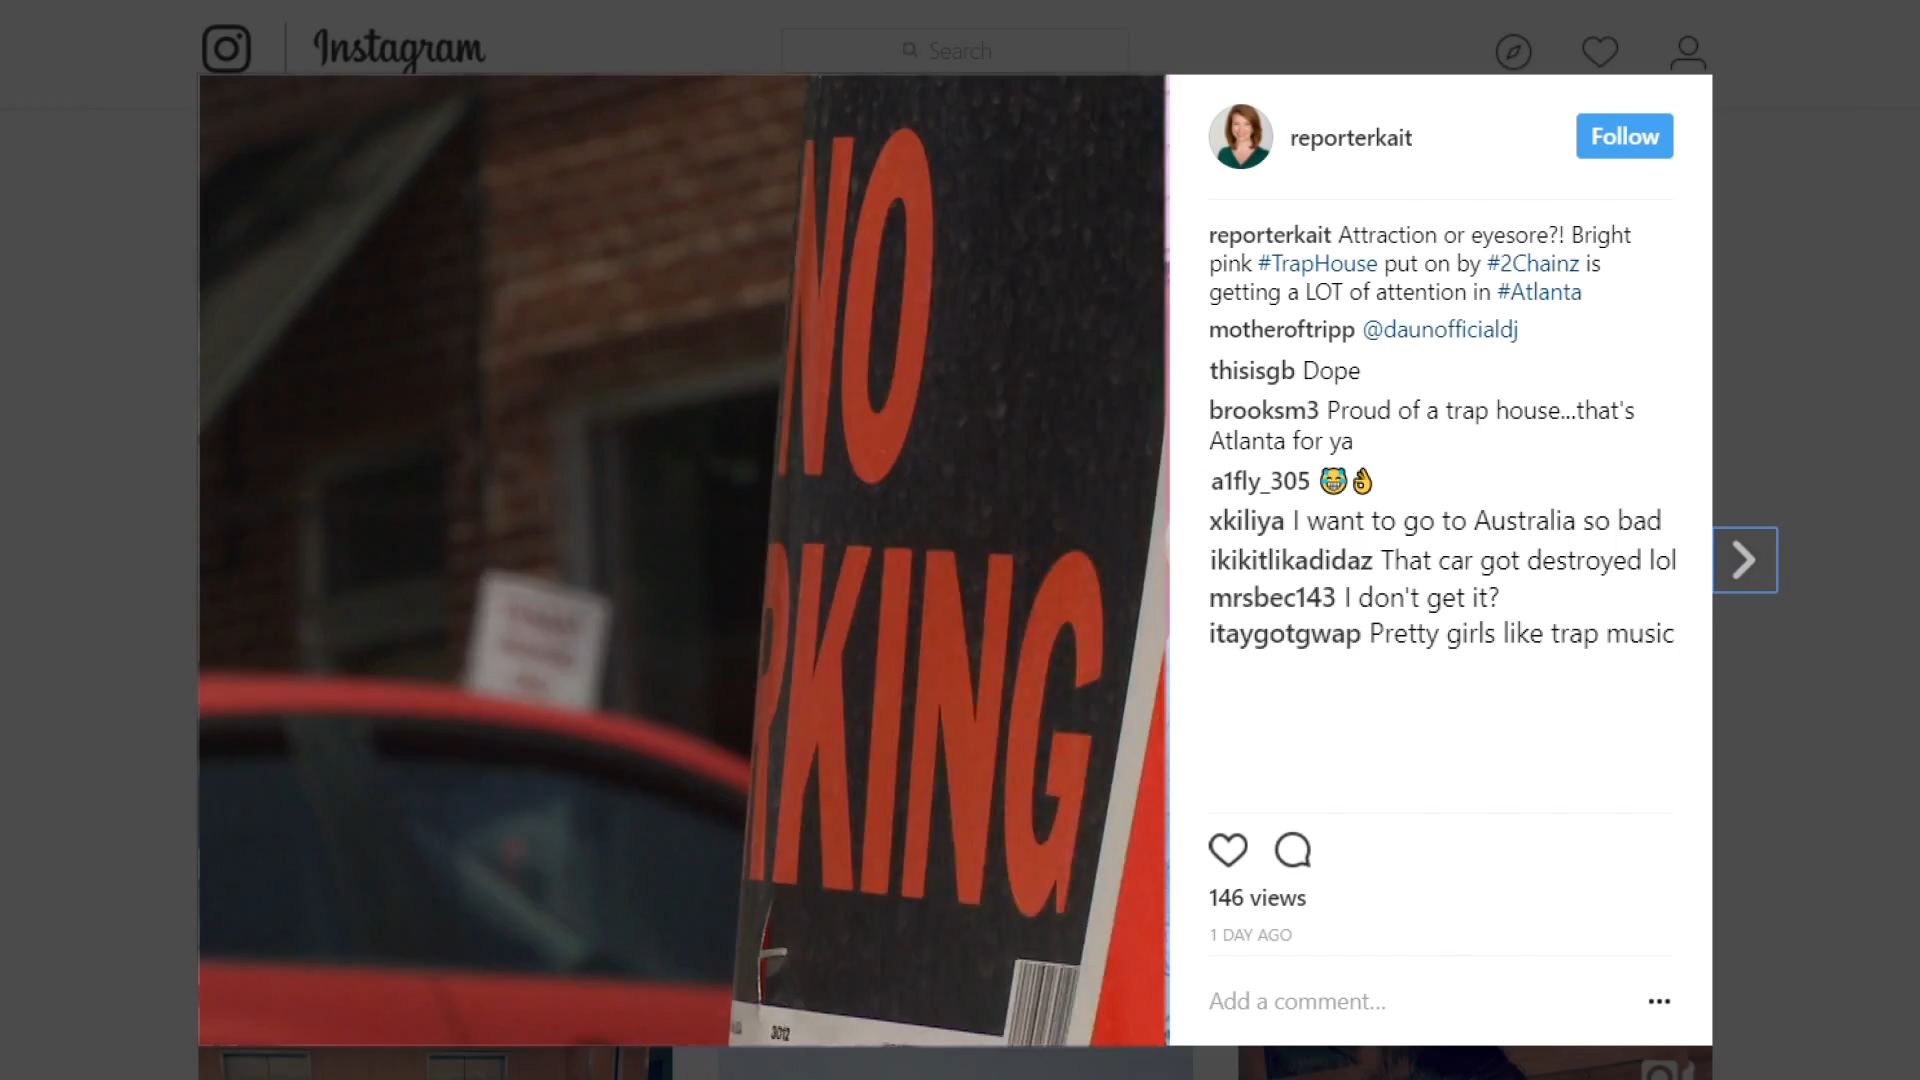 Instagram
Search
NO
RKING
3012
reporterkait
Follow
reporterkait Attraction or eyesore?! Bright
pink #TrapHouse put on by #2Chainz is
getting a LOT of attention in #Atlanta
motheroftripp @daunofficialdj
thisisgb Dope
brooksm3 Proud of a trap house...that's
Atlanta for ya
a1fly_305 😹👌
xkiliya I want to go to Australia so bad
ikikitlikadidaz That car got destroyed lol
mrsbec143 I don't get it?
itaygotgwap Pretty girls like trap music
146 views
1 DAY AGO
Add a comment...